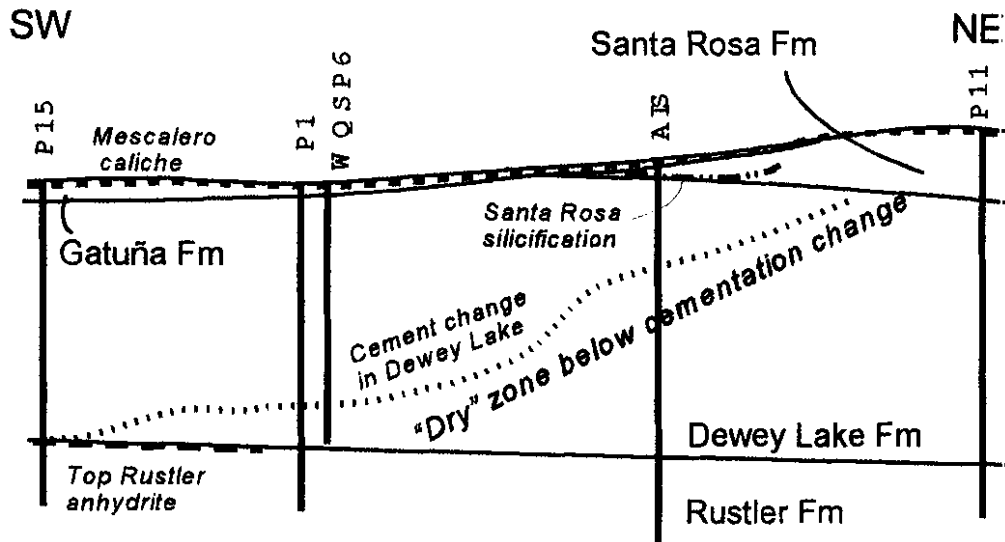 SW
NE
Santa Rosa Fm
P15
Mescalero
caliche
P1
WQSP6
AIS
P11
Gatuña Fm
Santa Rosa
silicification
Cement change
in Dewey Lake
"Dry" zone below cementation change
Dewey Lake Fm
Top Rustler
anhydrite
Rustler Fm